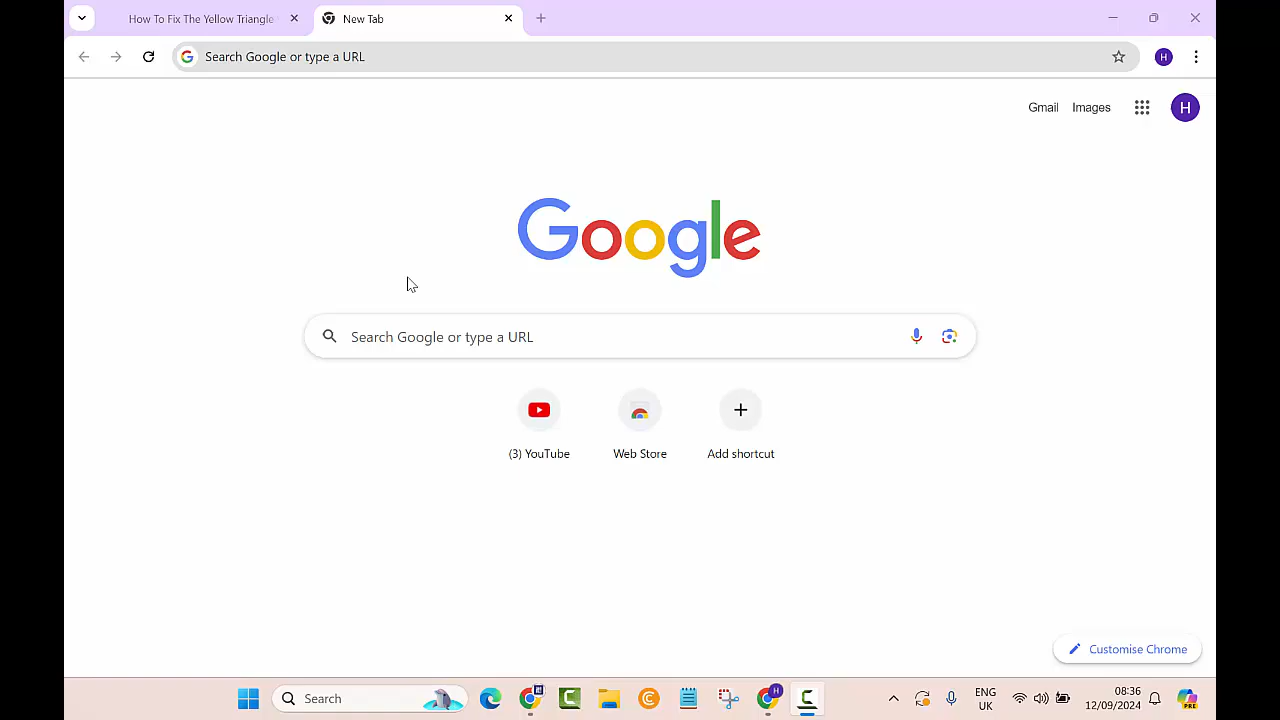 How To Fix The Yellow Triangle
New Tab
Search Google or type a URL
H
Gmail
Images
H
Google
Search Google or type a URL
(3) YouTube
Web Store
Add shortcut
Customise Chrome
Search
H
ENG
UK
08:36
12/09/2024
PRE